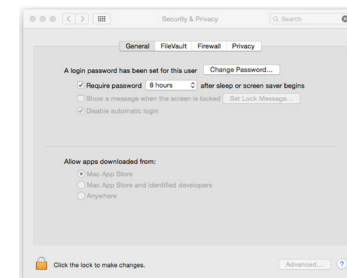 Security & Privacy
Search
General FileVault Firewall Privacy
A login password has been set for this user Change Password...
Require password 8 hours after sleep or screen saver begins
Show a message when the screen is locked Set Lock Message...
Disable automatic login
Allow apps downloaded from:
Mac App Store
Mac App Store and identified developers
Anywhere
Click the lock to make changes.
Advanced... ?